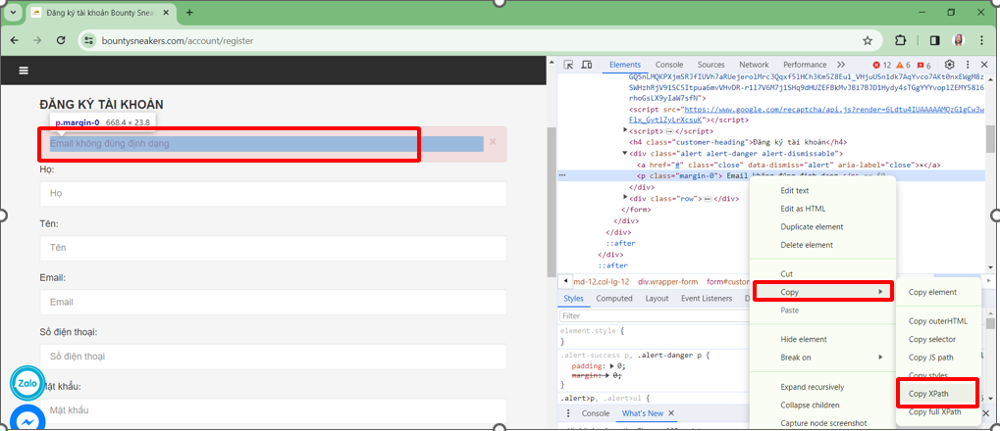 Đăng ký tài khoản Bounty Sneak
bountysneakers.com/account/register
ĐĂNG KÝ TÀI KHOẢN
p.margin-0 668.4 × 23.8
Email không đúng định dạng ×
Họ:
Họ
Tên:
Tên
Email:
Email
Số điện thoại:
Số điện thoại
Mật khẩu:
Mật khẩu
Zalo
Elements Console Sources Network Performance » 12 6 6
<script src="https://www.google.com/recaptcha/api.js?render=
"></script>
<script>…</script>
<h4 class="customer-heading">Đăng ký tài khoản</h4>
<div class="alert alert-danger alert-dismissable">
<a href="#" class="close" data-dismiss="alert" aria-label="close">×</a>
<p class="margin-0"> Email không đúng định dạng </p> == $0
</div>
<div class="row">…</div>
</form>
</div>
</div>
::after
</div>
::after
md-12.col-lg-12 div.wrapper-form form#custom
Styles Computed Layout Event Listeners
Filter
element.style {
}
.alert-success p, .alert-danger p {
padding: 0;
margin: 0;
}
.alert>p, .alert>ul {
Console What's New ×
Edit text
Edit as HTML
Duplicate element
Delete element
Cut
Copy
Paste
Hide element
Break on
Expand recursively
Collapse children
Capture node screenshot
Copy element
Copy outerHTML
Copy selector
Copy JS path
Copy styles
Copy XPath
Copy full XPath